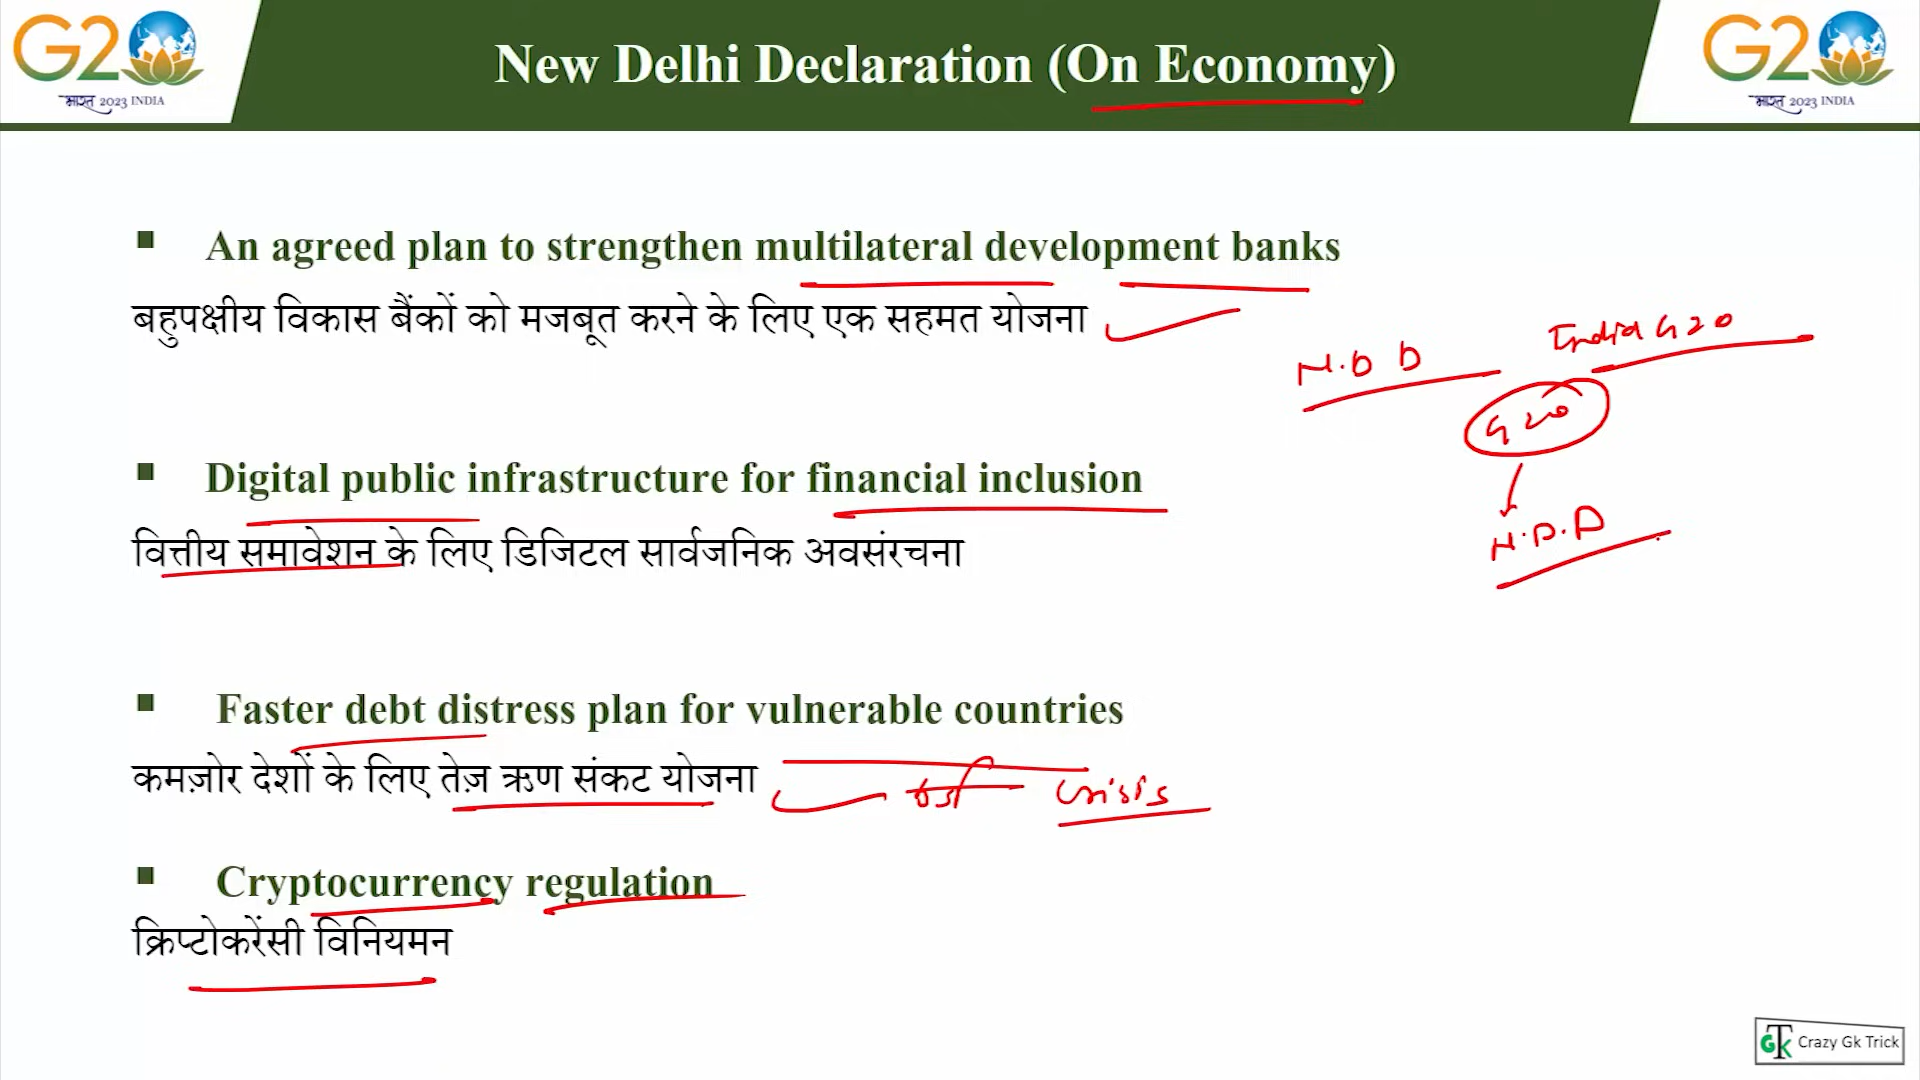 G20
भारत 2023 INDIA
New Delhi Declaration (On Economy)
G20
भारत 2023 INDIA
An agreed plan to strengthen multilateral development banks
बहुपक्षीय विकास बैंकों को मजबूत करने के लिए एक सहमत योजना
N.D D
India G20
G20
N.D.D
Digital public infrastructure for financial inclusion
वित्तीय समावेशन के लिए डिजिटल सार्वजनिक अवसंरचना
Faster debt distress plan for vulnerable countries
कमज़ोर देशों के लिए तेज़ ऋण संकट योजना
Crisis
Cryptocurrency regulation
क्रिप्टोकरेंसी विनियमन
GTK Crazy Gk Trick